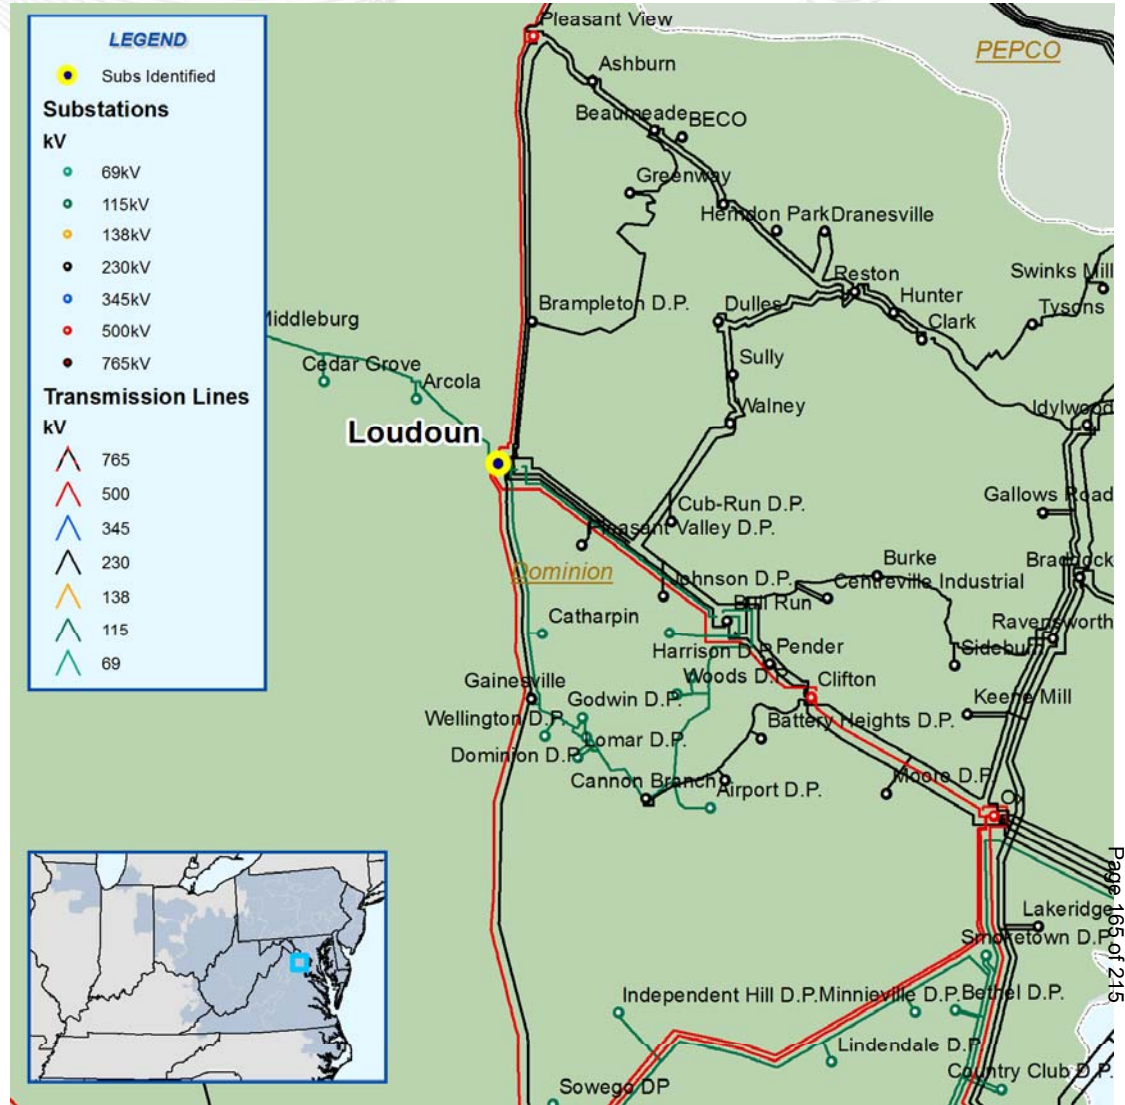 LEGEND
Subs Identified
Substations
kV
69kV
115kV
138kV
230kV
345kV
500kV
765kV
Transmission Lines
kV
765
500
345
230
138
115
69
Pleasant View
PEPCO
Ashburn
Beaumeade
BECO
Greenway
Herndon Park
Dranesville
Reston
Swinks Mill
Hunter
Tysons
Brampleton D.P.
Dulles
Clark
Middleburg
Cedar Grove
Arcola
Sully
Walney
Idylwood
Loudoun
Gallows Road
Cub-Run D.P.
Pleasant Valley D.P.
Dominion
Johnson D.P.
Burke
Centreville Industrial
Braddock
Bull Run
Catharpin
Ravensworth
Harrison D.P.
Pender
Sideburn
Woods D.P.
Clifton
Gainesville
Godwin D.P.
Keene Mill
Wellington D.P.
Battery Heights D.P.
Lomar D.P.
Dominion D.P.
Cannon Branch
Airport D.P.
Moore D.P.
Lakeridge
Smoketown D.P.
Independent Hill D.P.
Minnieville D.P.
Bethel D.P.
Lindendale D.P.
Country Club D.P.
Sowego DP
Page 165 of 215